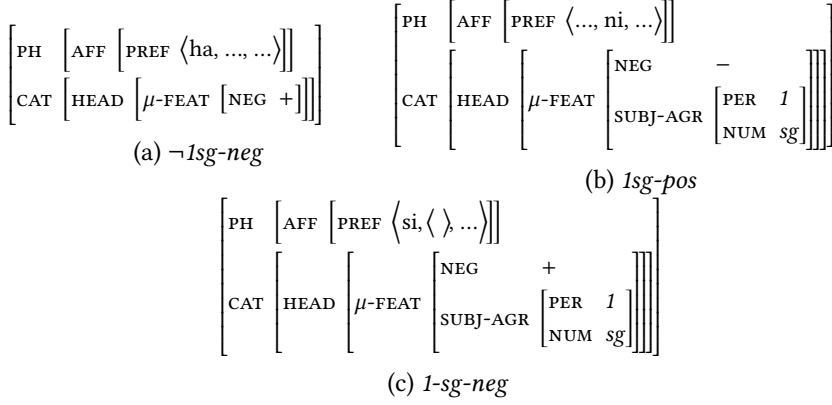 PH [AFF [PREF ⟨ha, …, …⟩]]
CAT [HEAD [μ-FEAT [NEG +]]]
(a) ¬1sg-neg
PH [AFF [PREF ⟨…, ni, …⟩]]
CAT [HEAD [μ-FEAT [NEG −
SUBJ-AGR [PER 1
NUM sg]]]]]
(b) 1sg-pos
PH [AFF [PREF ⟨si, ⟨ ⟩, …⟩]]
CAT [HEAD [μ-FEAT [NEG +
SUBJ-AGR [PER 1
NUM sg]]]]]
(c) 1-sg-neg